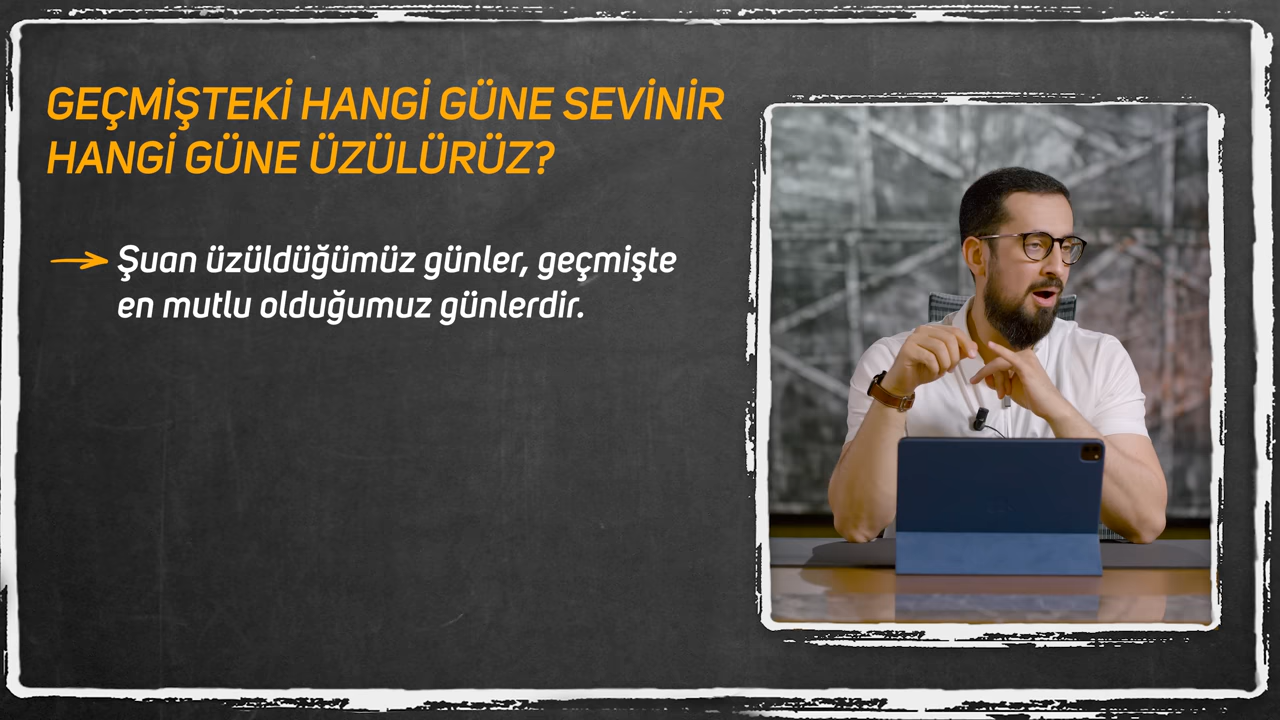 GEÇMİŞTEKİ HANGİ GÜNE SEVİNİR
HANGİ GÜNE ÜZÜLÜRÜZ?
Şuan üzüldüğümüz günler, geçmişte
en mutlu olduğumuz günlerdir.